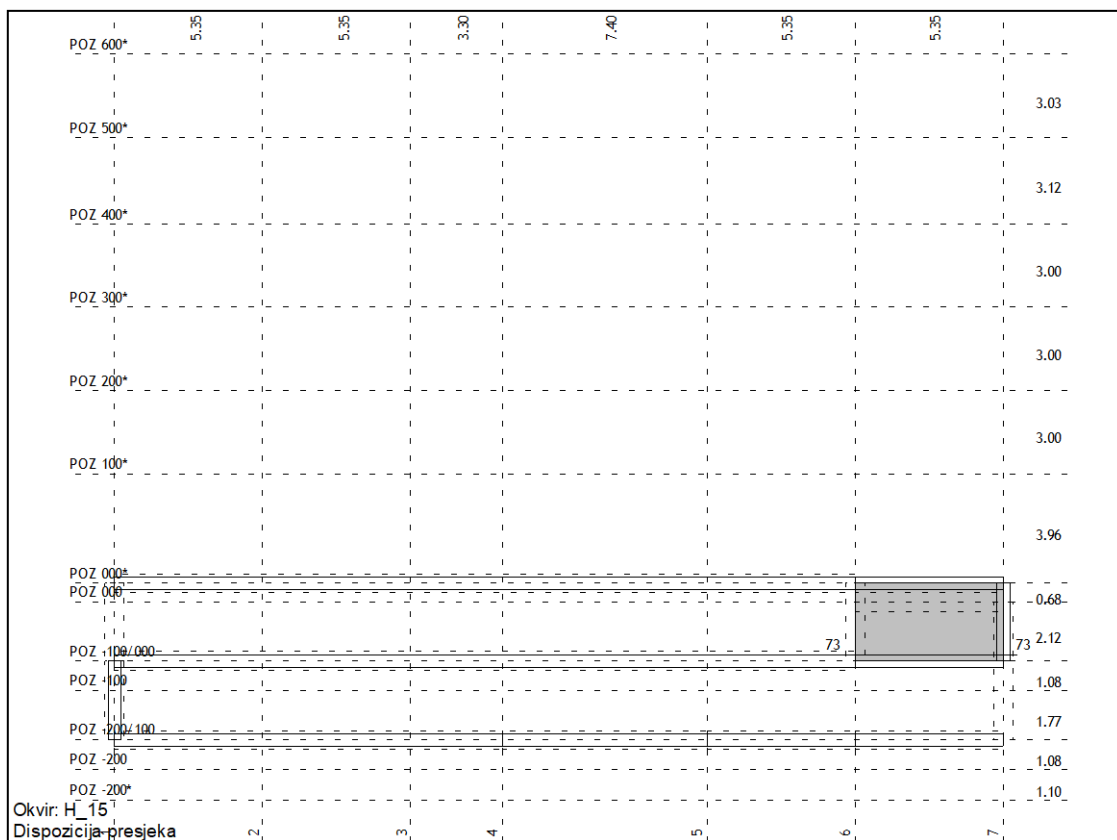 5.35 5.35 3.30 7.40 5.35 5.35
POZ 600*
3.03
POZ 500*
3.12
POZ 400*
3.00
POZ 300*
3.00
POZ 200*
3.00
POZ 100*
3.96
POZ 000*
POZ 000
0.68
2.12
73 73
POZ -100/000
POZ -100
1.08
1.77
POZ -200/100
POZ -200
1.08
POZ -200*
1.10
Okvir: H_15
Dispozicija presjeka
1 2 3 4 5 6 7